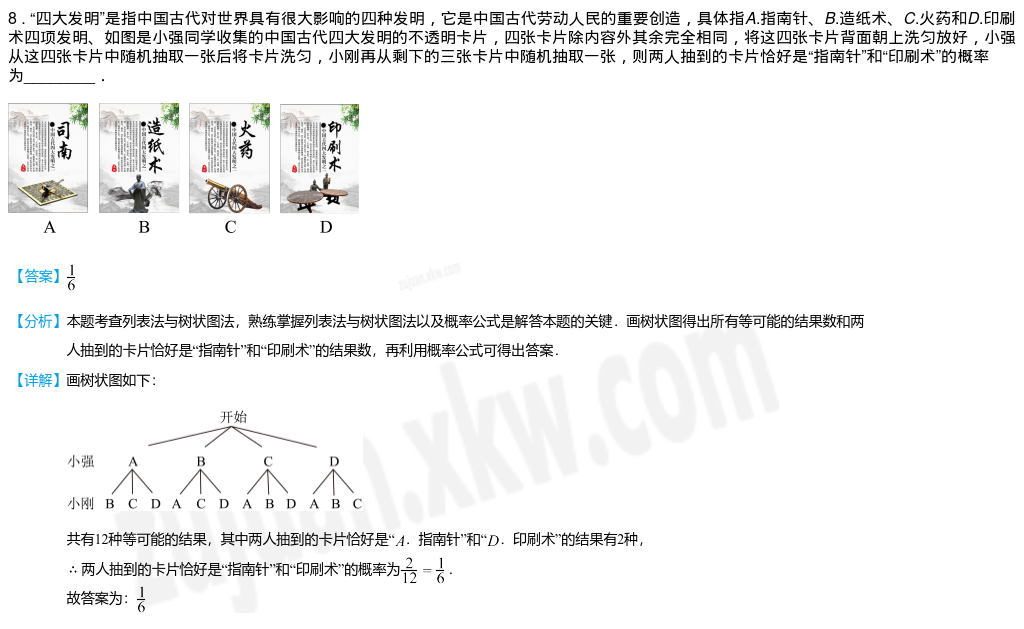 8．“四大发明”是指中国古代对世界具有很大影响的四种发明，它是中国古代劳动人民的重要创造，具体指A.指南针、B.造纸术、C.火药和D.印刷
术四项发明、如图是小强同学收集的中国古代四大发明的不透明卡片，四张卡片除内容外其余完全相同，将这四张卡片背面朝上洗匀放好，小强
从这四张卡片中随机抽取一张后将卡片洗匀，小刚再从剩下的三张卡片中随机抽取一张，则两人抽到的卡片恰好是“指南针”和“印刷术”的概率
为_________．
司南 造纸术 火药 印刷术
A B C D
【答案】1/6
zujuan.xkw.com
【分析】本题考查列表法与树状图法，熟练掌握列表法与树状图法以及概率公式是解答本题的关键．画树状图得出所有等可能的结果数和两
人抽到的卡片恰好是“指南针”和“印刷术”的结果数，再利用概率公式可得出答案．
【详解】画树状图如下：
开始
小强 A B C D
小刚 B C D A C D A B D A B C
共有12种等可能的结果，其中两人抽到的卡片恰好是“A．指南针”和“D．印刷术”的结果有2种，
∴两人抽到的卡片恰好是“指南针”和“印刷术”的概率为2/12=1/6．
故答案为：1/6
zujuan.xkw.com